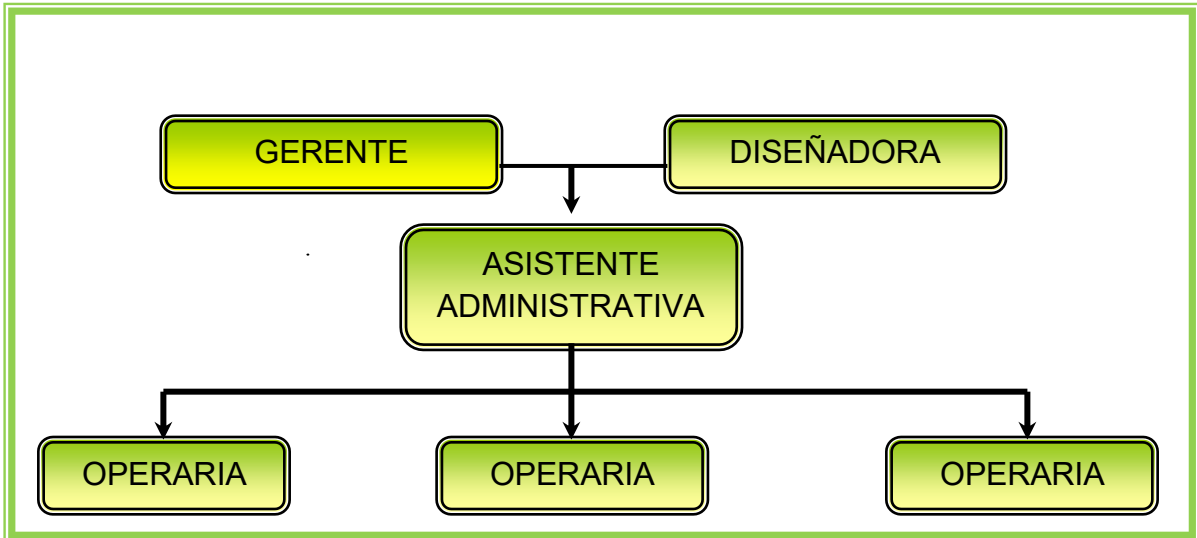 GERENTE
DISEÑADORA
ASISTENTE
ADMINISTRATIVA
OPERARIA
OPERARIA
OPERARIA